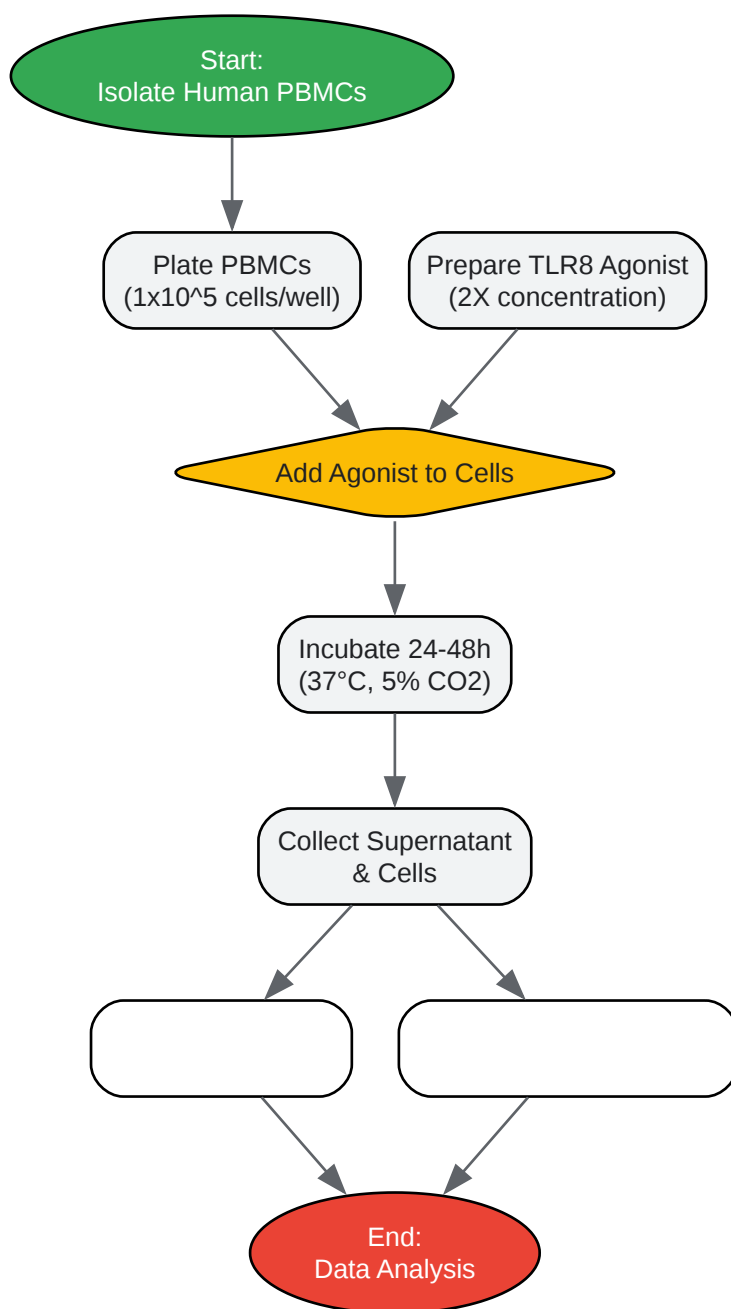 Start:
Isolate Human PBMCs
Plate PBMCs
(1x10^5 cells/well)
Prepare TLR8 Agonist
(2X concentration)
Add Agonist to Cells
Incubate 24-48h
(37°C, 5% CO2)
Collect Supernatant
& Cells
End:
Data Analysis